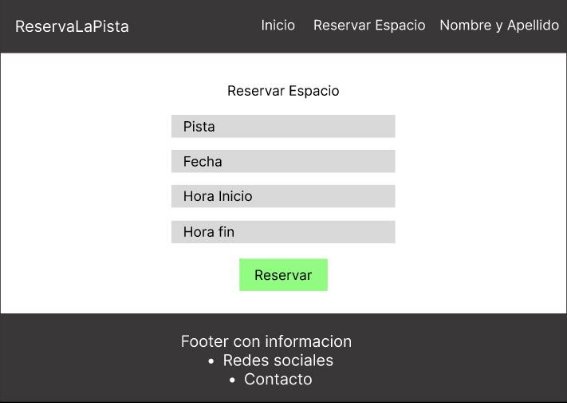 ReservaLaPista Inicio Reservar Espacio Nombre y Apellido
Reservar Espacio
Pista
Fecha
Hora Inicio
Hora fin
Reservar
Footer con informacion
• Redes sociales
• Contacto